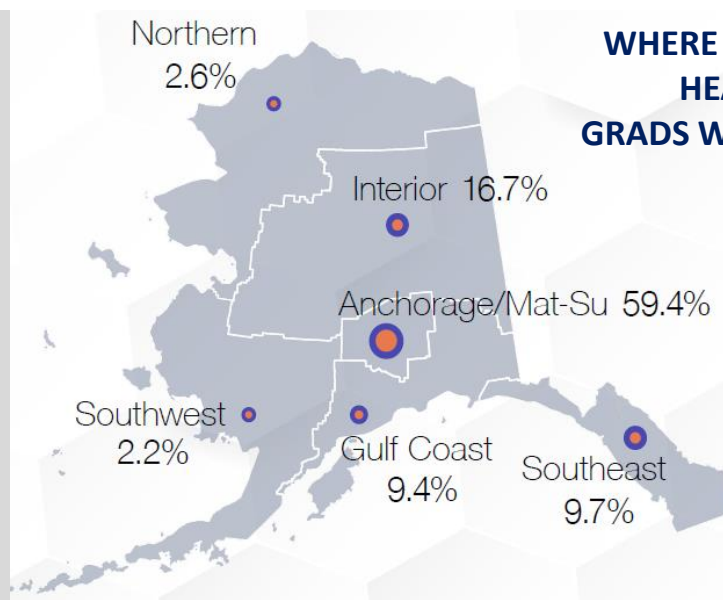 WHERE
GRADS W
Northern
2.6%
Interior 16.7%
Anchorage/Mat-Su 59.4%
Southwest
2.2%
Gulf Coast
9.4%
Southeast
9.7%